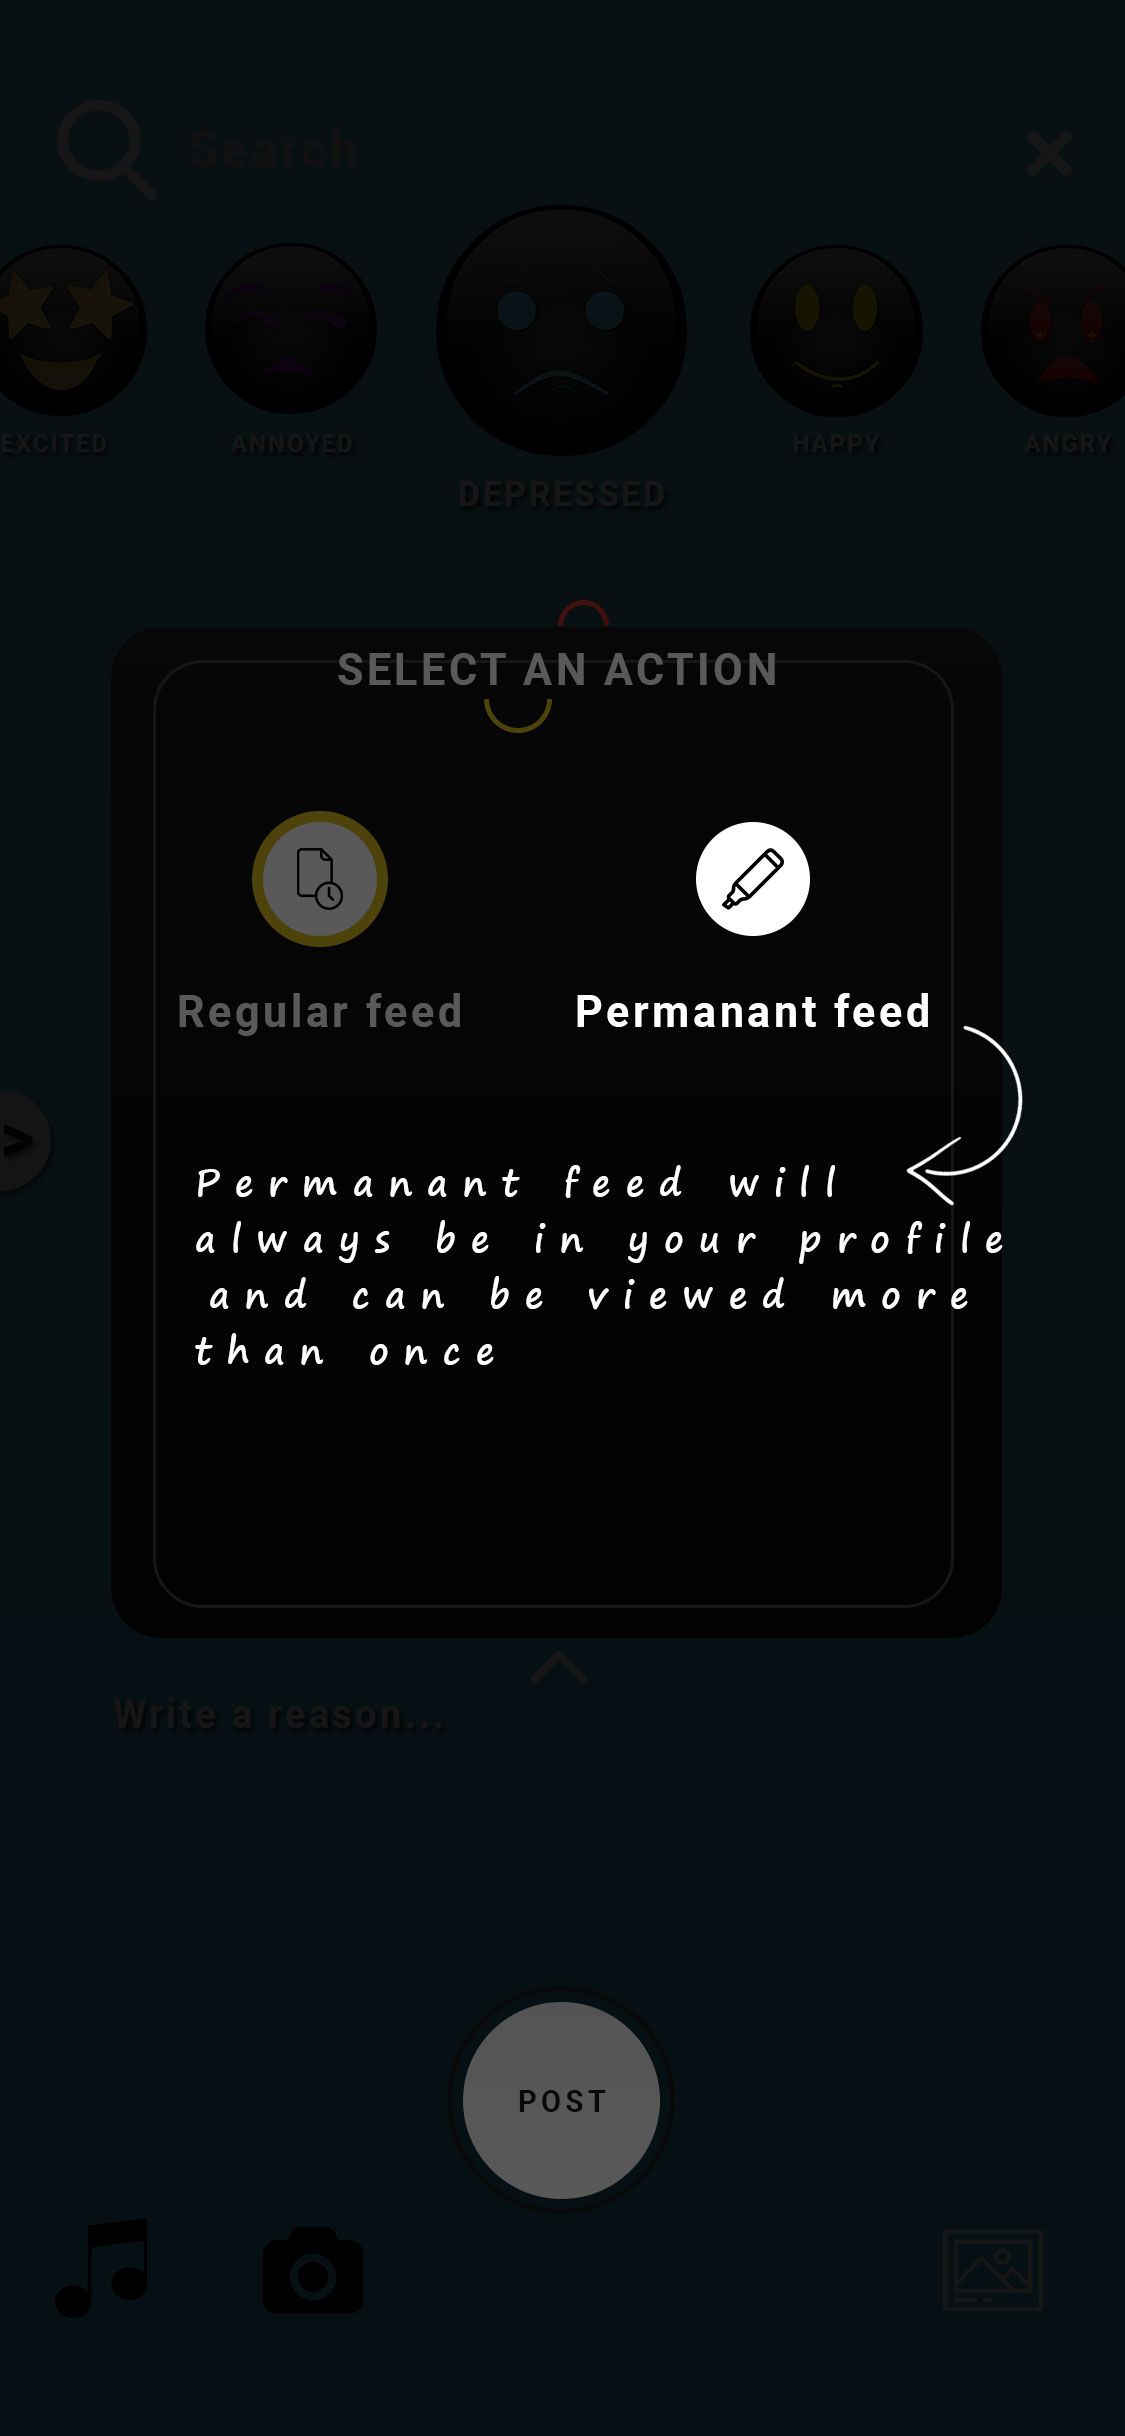 Search
EXCITED
ANNOYED
DEPRESSED
HAPPY
ANGRY
SELECT AN ACTION
Regular feed
Permanant feed
>
Permanant feed will
always be in your profile
and can be viewed more
than once
Write a reason...
POST